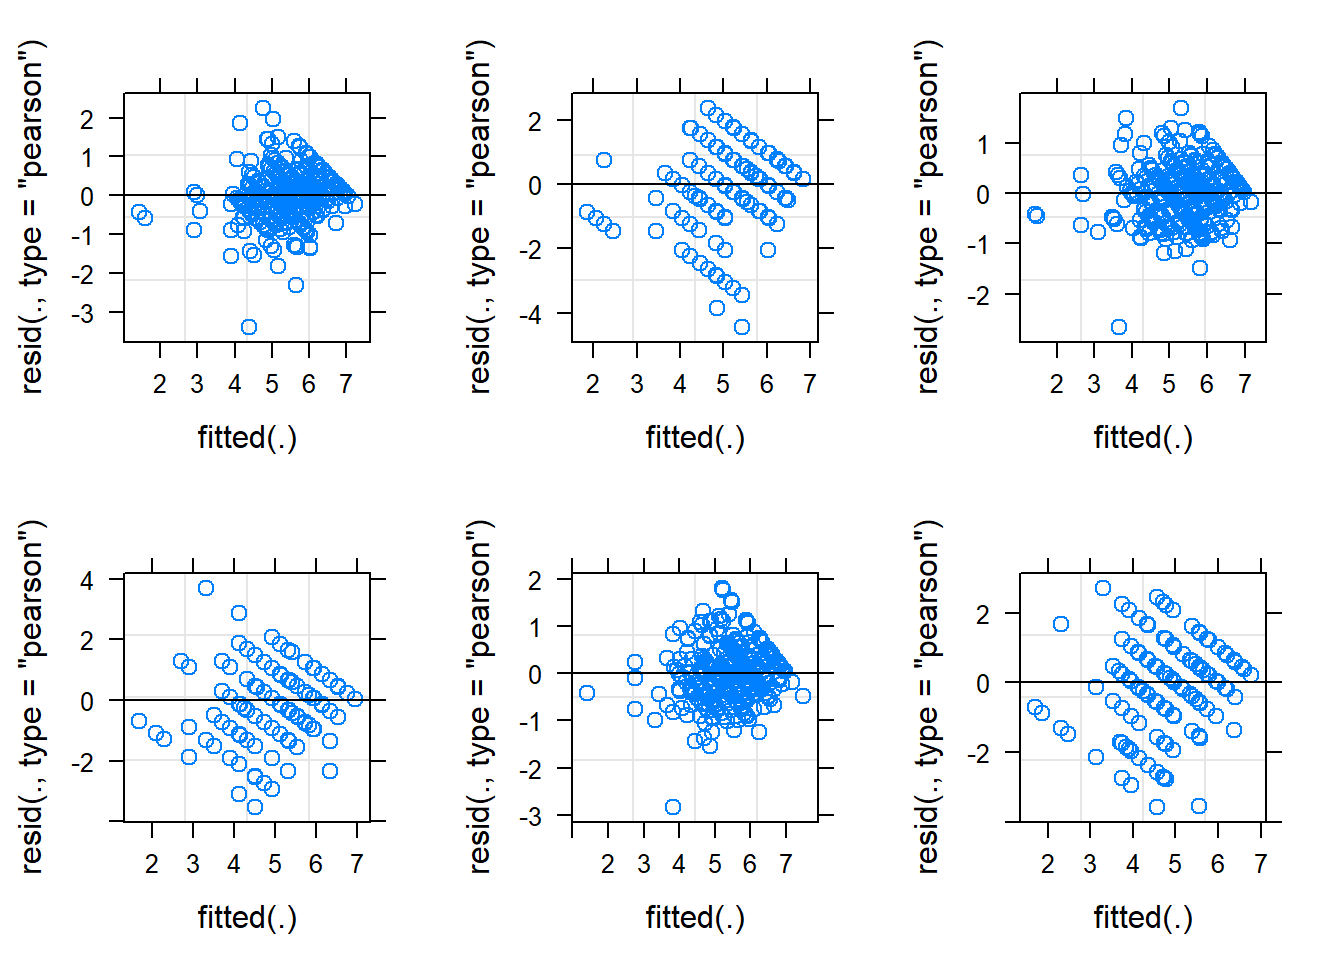 resid(., type = "pearson")
2
1
0
-1
-2
-3
2 3 4 5 6 7
fitted(.)
resid(., type = "pearson")
2
0
-2
-4
2 3 4 5 6 7
fitted(.)
resid(., type = "pearson")
1
0
-1
-2
2 3 4 5 6 7
fitted(.)
resid(., type = "pearson")
4
2
0
-2
2 3 4 5 6 7
fitted(.)
resid(., type = "pearson")
2
1
0
-1
-2
-3
2 3 4 5 6 7
fitted(.)
resid(., type = "pearson")
2
0
-2
2 3 4 5 6 7
fitted(.)